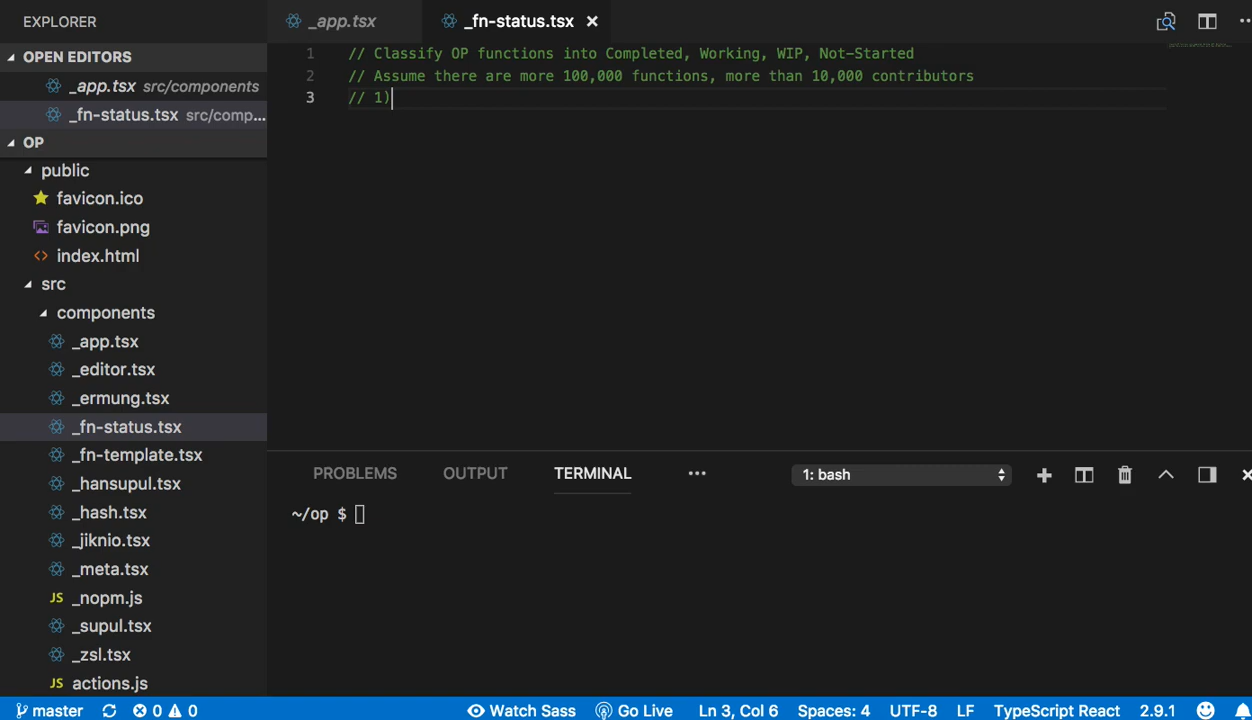 EXPLORER
OPEN EDITORS
_app.tsx src/components
_fn-status.tsx src/comp...
OP
public
favicon.ico
favicon.png
index.html
src
components
_app.tsx
_editor.tsx
_ermung.tsx
_fn-status.tsx
_fn-template.tsx
_hansupul.tsx
_hash.tsx
_jiknio.tsx
_meta.tsx
JS _nopm.js
_supul.tsx
_zsl.tsx
JS actions.js
_app.tsx _fn-status.tsx
1 // Classify OP functions into Completed, Working, WIP, Not-Started
2 // Assume there are more 100,000 functions, more than 10,000 contributors
3 // 1)
PROBLEMS OUTPUT TERMINAL ... 1: bash
~/op $
master 0 0 Watch Sass Go Live Ln 3, Col 6 Spaces: 4 UTF-8 LF TypeScript React 2.9.1